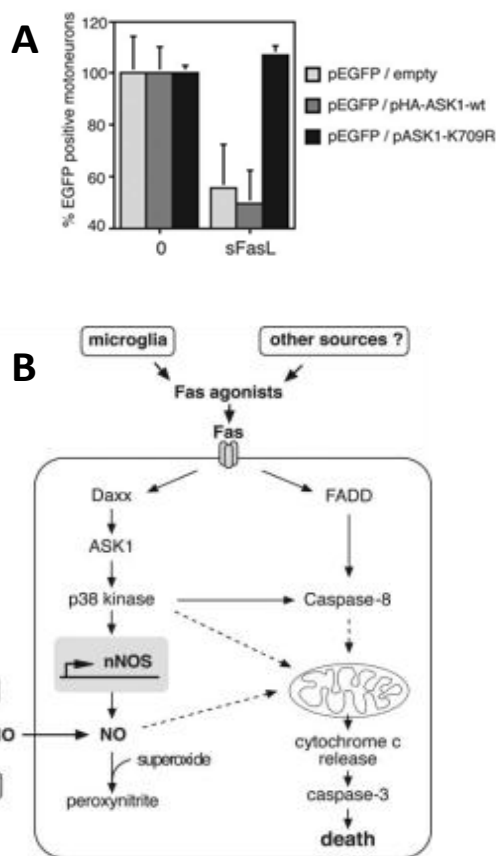 A
% EGFP positive motoneurons
120
100
80
60
40
0
sFasL
pEGFP / empty
pEGFP / pHA-ASK1-wt
pEGFP / pASK1-K709R
B
microglia
other sources ?
Fas agonists
Fas
Daxx
FADD
ASK1
p38 kinase
Caspase-8
nNOS
NO
superoxide
peroxynitrite
cytochrome c
release
caspase-3
death